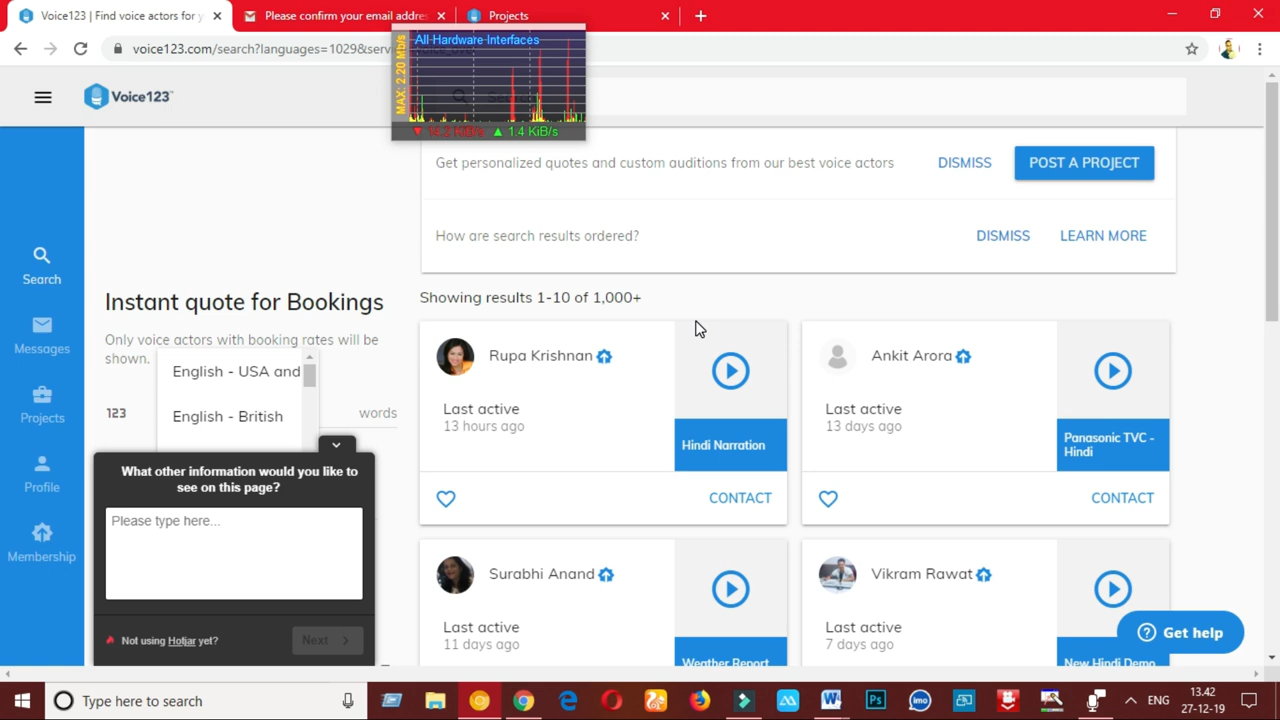 Voice123 | Find voice actors for y
Please confirm your email addre
Projects
voice123.com/search?languages=1029&serv
All Hardware Interfaces
MAX: 2.20 Mb/s
1.4 KiB/s
Voice123™
Get personalized quotes and custom auditions from our best voice actors
DISMISS
POST A PROJECT
How are search results ordered?
DISMISS
LEARN MORE
Search
Messages
Projects
Profile
Membership
Instant quote for Bookings
Only voice actors with booking rates will be
shown.
English - USA and
English - British
123
words
What other information would you like to
see on this page?
Please type here...
Not using Hotjar yet?
Next
Showing results 1-10 of 1,000+
Rupa Krishnan
Last active
13 hours ago
Hindi Narration
CONTACT
Ankit Arora
Last active
13 days ago
Panasonic TVC -
Hindi
CONTACT
Surabhi Anand
Last active
11 days ago
Weather Report
Vikram Rawat
Last active
7 days ago
New Hindi Demo
Get help
Type here to search
W
Ps
imo
ENG
13.42
27-12-19